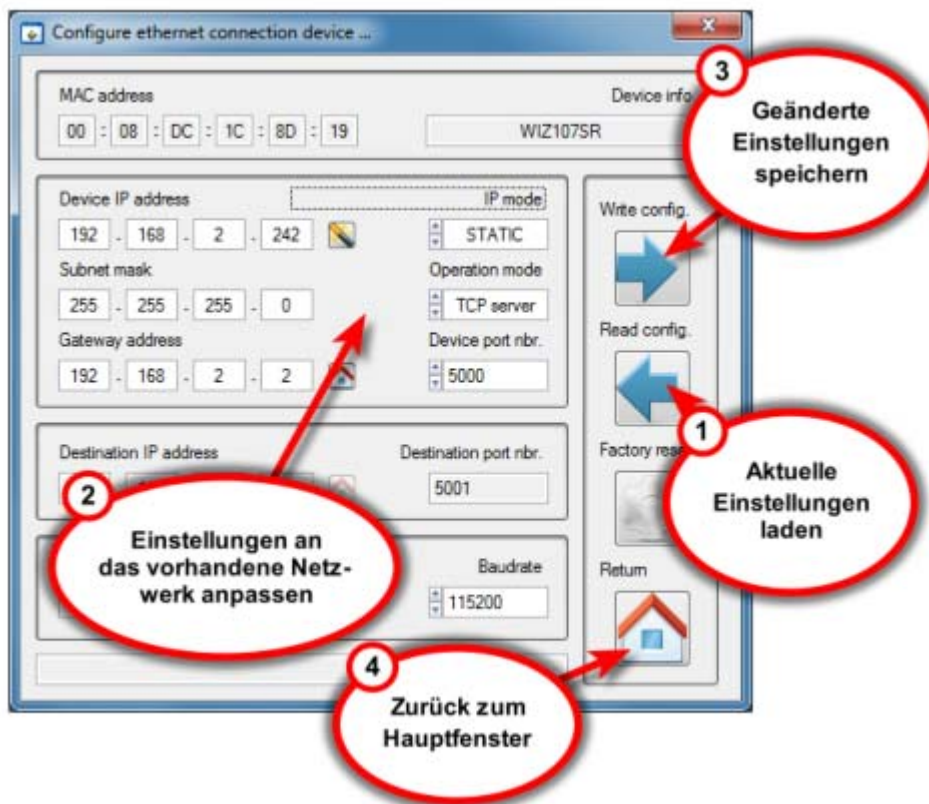 Configure ethernet connection device ...
MAC address
Device info
00 : 08 : DC : 1C : 8D : 19
WIZ107SR
3
Geänderte
Einstellungen
speichern
Device IP address
IP mode
192 . 168 . 2 . 242
STATIC
Subnet mask
Operation mode
255 . 255 . 255 . 0
TCP server
Gateway address
Device port nbr.
192 . 168 . 2 . 2
5000
Write config.
Read config.
1
Aktuelle
Einstellungen
laden
Destination IP address
Destination port nbr.
5001
Factory
2
Einstellungen an
das vorhandene Netz-
werk anpassen
Baudrate
115200
Return
4
Zurück zum
Hauptfenster